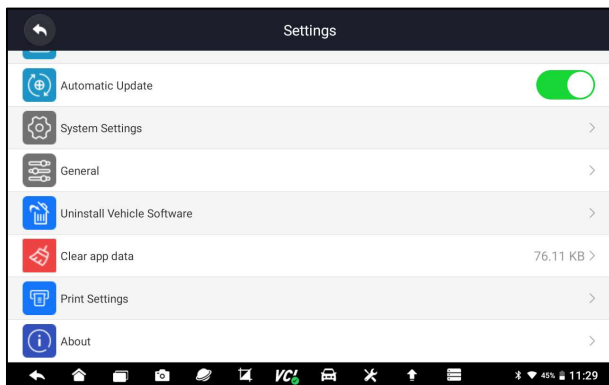 Settings
Automatic Update
System Settings
General
Uninstall Vehicle Software
Clear app data 76.11 KB
Print Settings
About
VCI 45% 11:29